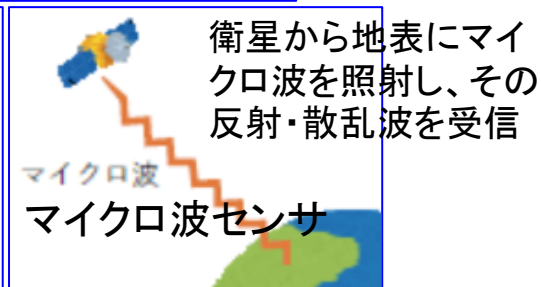 衛星から地表にマイ
クロ波を照射し、その
反射・散乱波を受信
マイクロ波
マイクロ波センサ